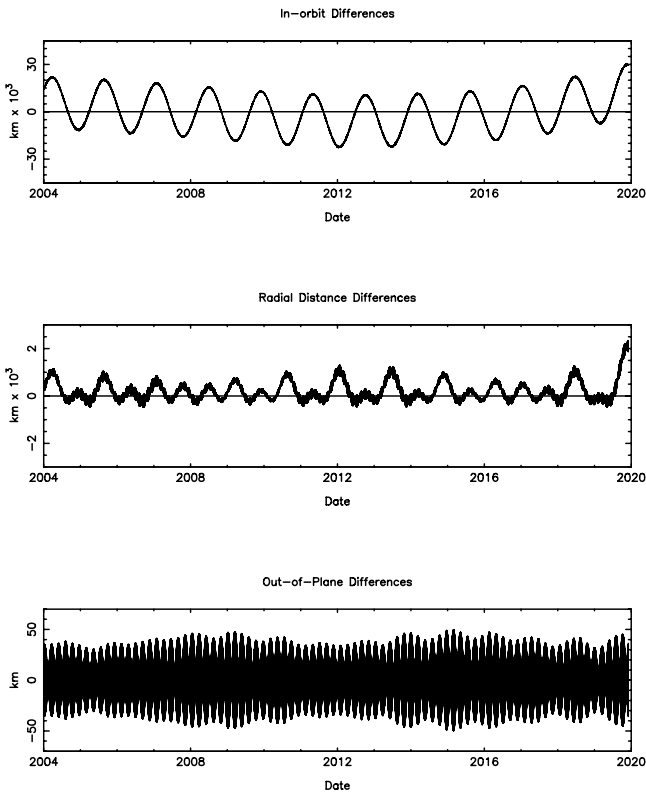 In-orbit Differences
30
0
-30
km x 10³
2004 2008 2012 2016 2020
Date
Radial Distance Differences
2
0
-2
km x 10³
2004 2008 2012 2016 2020
Date
Out-of-Plane Differences
50
0
-50
km
2004 2008 2012 2016 2020
Date